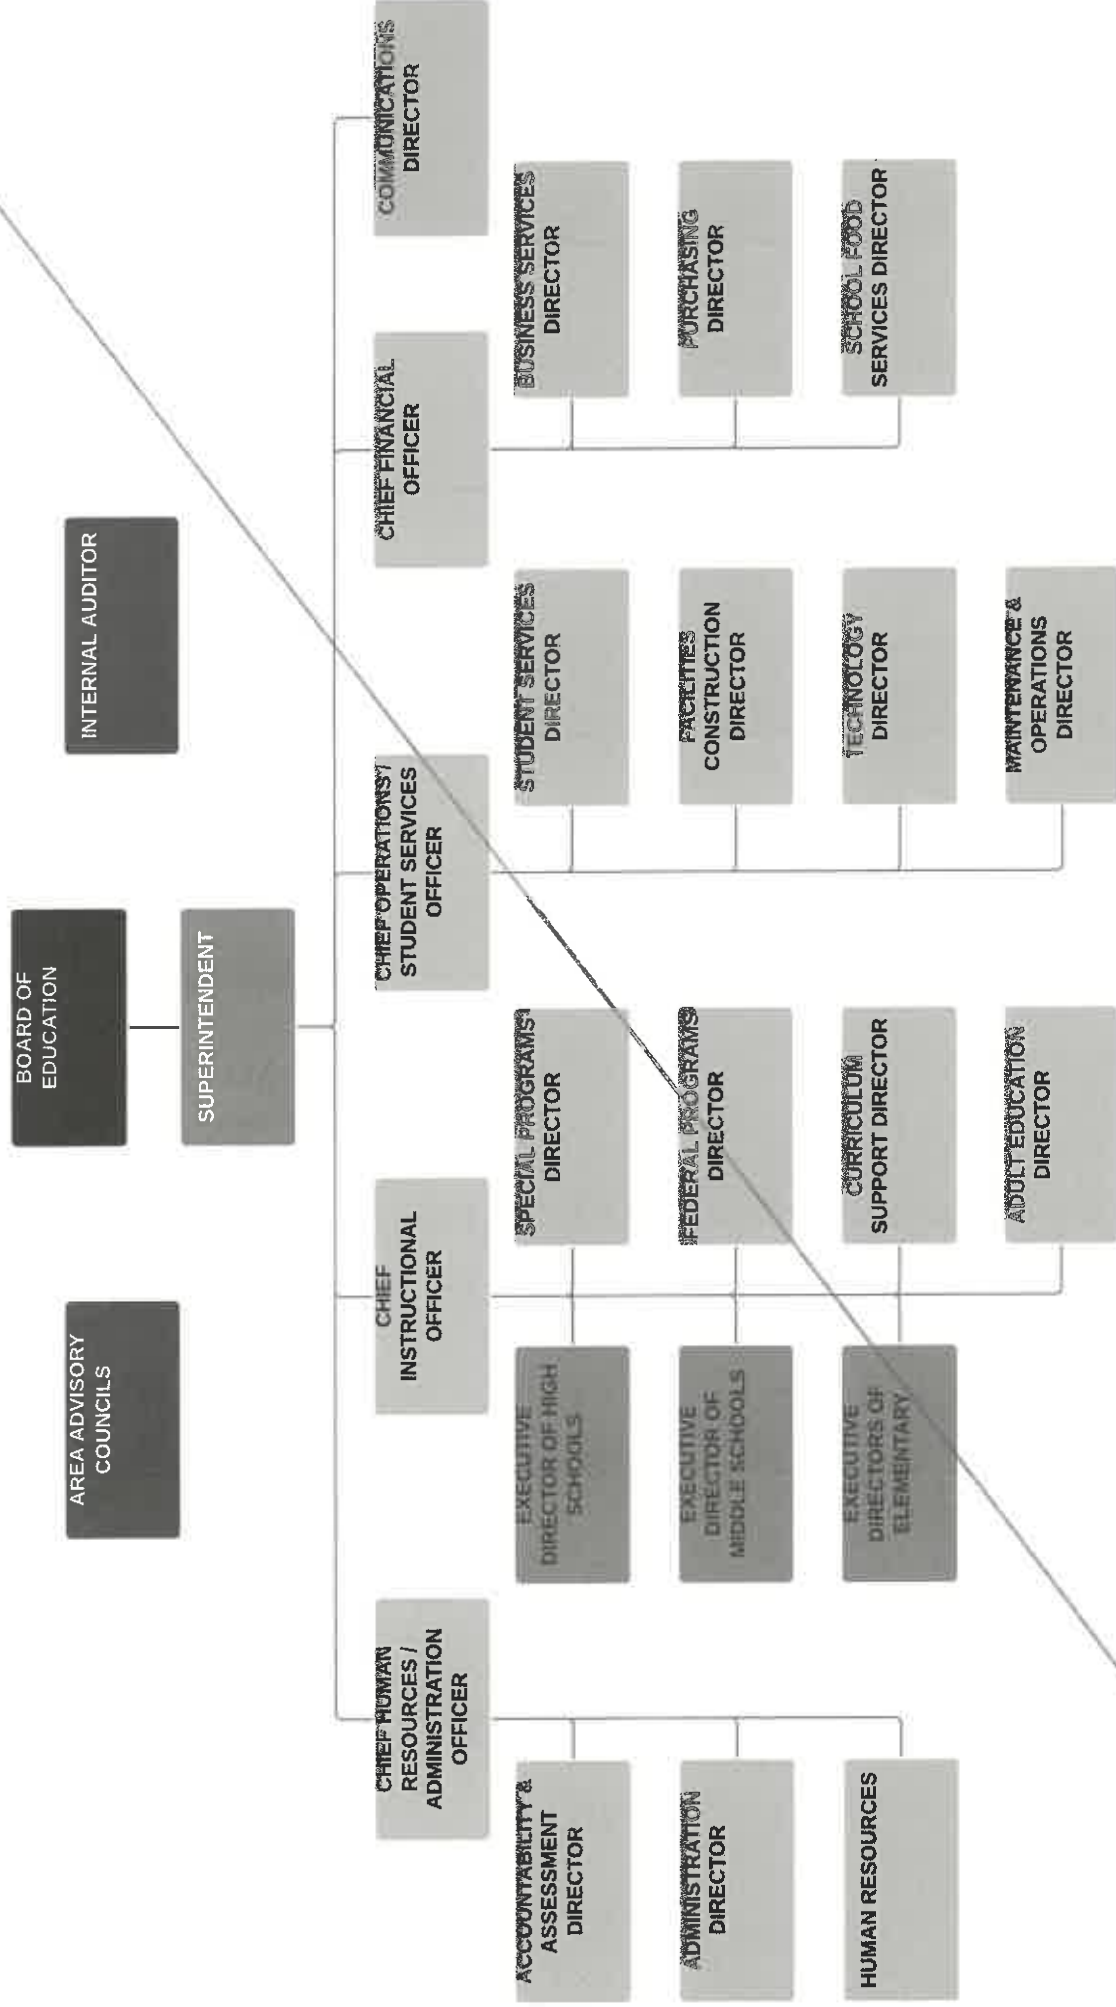 BOARD OF
EDUCATION
AREA ADVISORY
COUNCILS
INTERNAL AUDITOR
SUPERINTENDENT
CHIEF HUMAN
RESOURCES /
ADMINISTRATION
OFFICER
CHIEF
INSTRUCTIONAL
OFFICER
CHIEF OPERATIONS /
STUDENT SERVICES
OFFICER
CHIEF FINANCIAL
OFFICER
COMMUNICATIONS
DIRECTOR
ACCOUNTABILITY &
ASSESSMENT
DIRECTOR
ADMINISTRATION
DIRECTOR
HUMAN RESOURCES
EXECUTIVE
DIRECTOR OF HIGH
SCHOOLS
EXECUTIVE
DIRECTOR OF
MIDDLE SCHOOLS
EXECUTIVE
DIRECTORS OF
ELEMENTARY
SPECIAL PROGRAMS
DIRECTOR
FEDERAL PROGRAMS
DIRECTOR
CURRICULUM
SUPPORT DIRECTOR
ADULT EDUCATION
DIRECTOR
STUDENT SERVICES
DIRECTOR
FACILITIES
CONSTRUCTION
DIRECTOR
TECHNOLOGY
DIRECTOR
MAINTENANCE &
OPERATIONS
DIRECTOR
BUSINESS SERVICES
DIRECTOR
PURCHASING
DIRECTOR
SCHOOL FOOD
SERVICES DIRECTOR